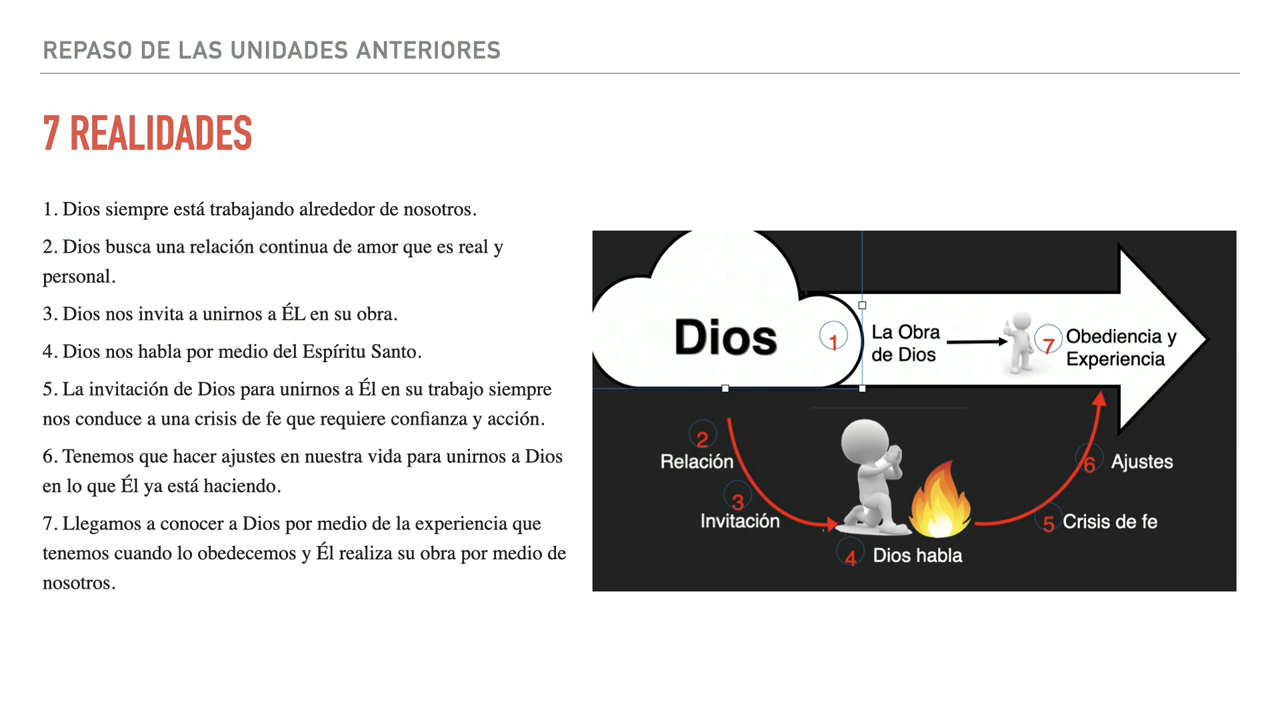 REPASO DE LAS UNIDADES ANTERIORES
7 REALIDADES
1. Dios siempre está trabajando alrededor de nosotros.
2. Dios busca una relación continua de amor que es real y
personal.
3. Dios nos invita a unirnos a ÉL en su obra.
4. Dios nos habla por medio del Espíritu Santo.
5. La invitación de Dios para unirnos a Él en su trabajo siempre
nos conduce a una crisis de fe que requiere confianza y acción.
6. Tenemos que hacer ajustes en nuestra vida para unirnos a Dios
en lo que Él ya está haciendo.
7. Llegamos a conocer a Dios por medio de la experiencia que
tenemos cuando lo obedecemos y Él realiza su obra por medio de
nosotros.
Dios
1
La Obra
de Dios
7
Obediencia y
Experiencia
2
Relación
3
Invitación
4
Dios habla
5
Crisis de fe
6
Ajustes